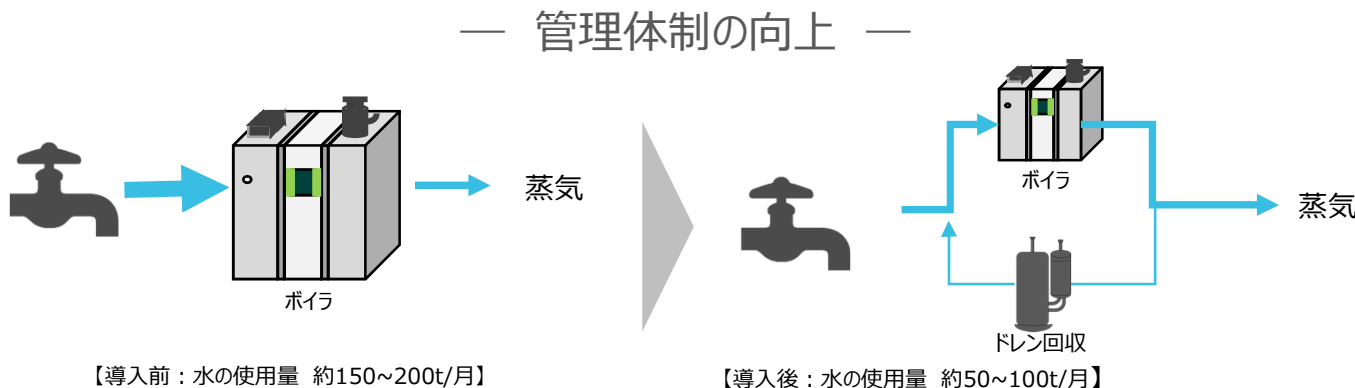 ― 管理体制の向上 ―
蒸気
ボイラ
【導入前：水の使用量 約150~200t/月】
ボイラ
蒸気
ドレン回収
【導入後：水の使用量 約50~100t/月】